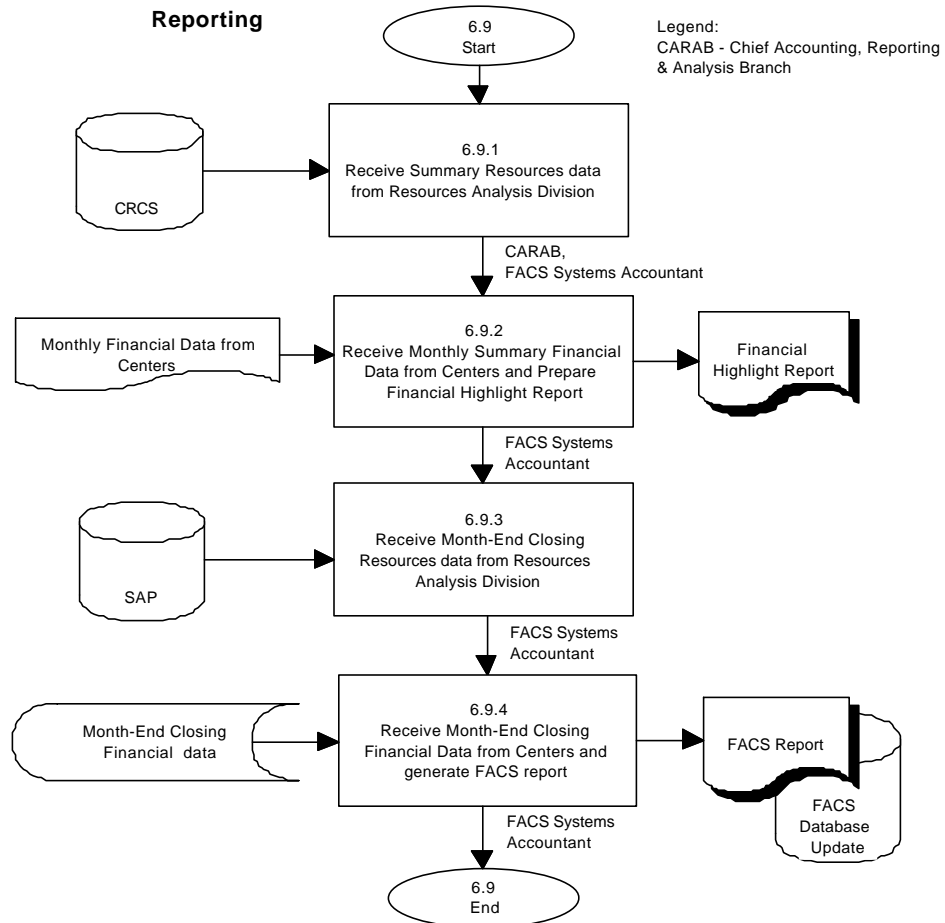 Reporting
6.9
Start
Legend:
CARAB - Chief Accounting, Reporting
& Analysis Branch
CRCS
6.9.1
Receive Summary Resources data
from Resources Analysis Division
CARAB,
FACS Systems Accountant
Monthly Financial Data from
Centers
6.9.2
Receive Monthly Summary Financial
Data from Centers and Prepare
Financial Highlight Report
Financial
Highlight Report
FACS Systems
Accountant
SAP
6.9.3
Receive Month-End Closing
Resources data from Resources
Analysis Division
FACS Systems
Accountant
Month-End Closing
Financial data
6.9.4
Receive Month-End Closing
Financial Data from Centers and
generate FACS report
FACS Report
FACS
Database
Update
FACS Systems
Accountant
6.9
End